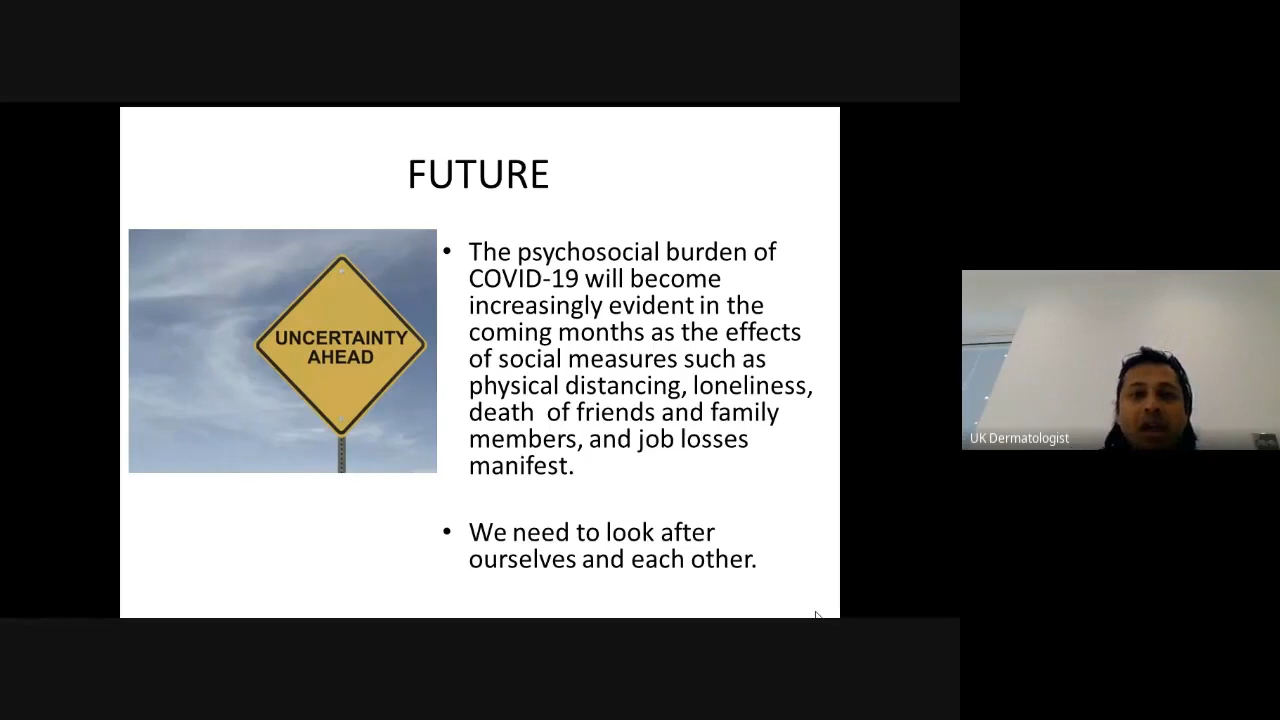 FUTURE
UNCERTAINTY
AHEAD
• The psychosocial burden of
COVID-19 will become
increasingly evident in the
coming months as the effects
of social measures such as
physical distancing, loneliness,
death  of friends and family
members, and job losses
manifest.
• We need to look after
ourselves and each other.
UK Dermatologist